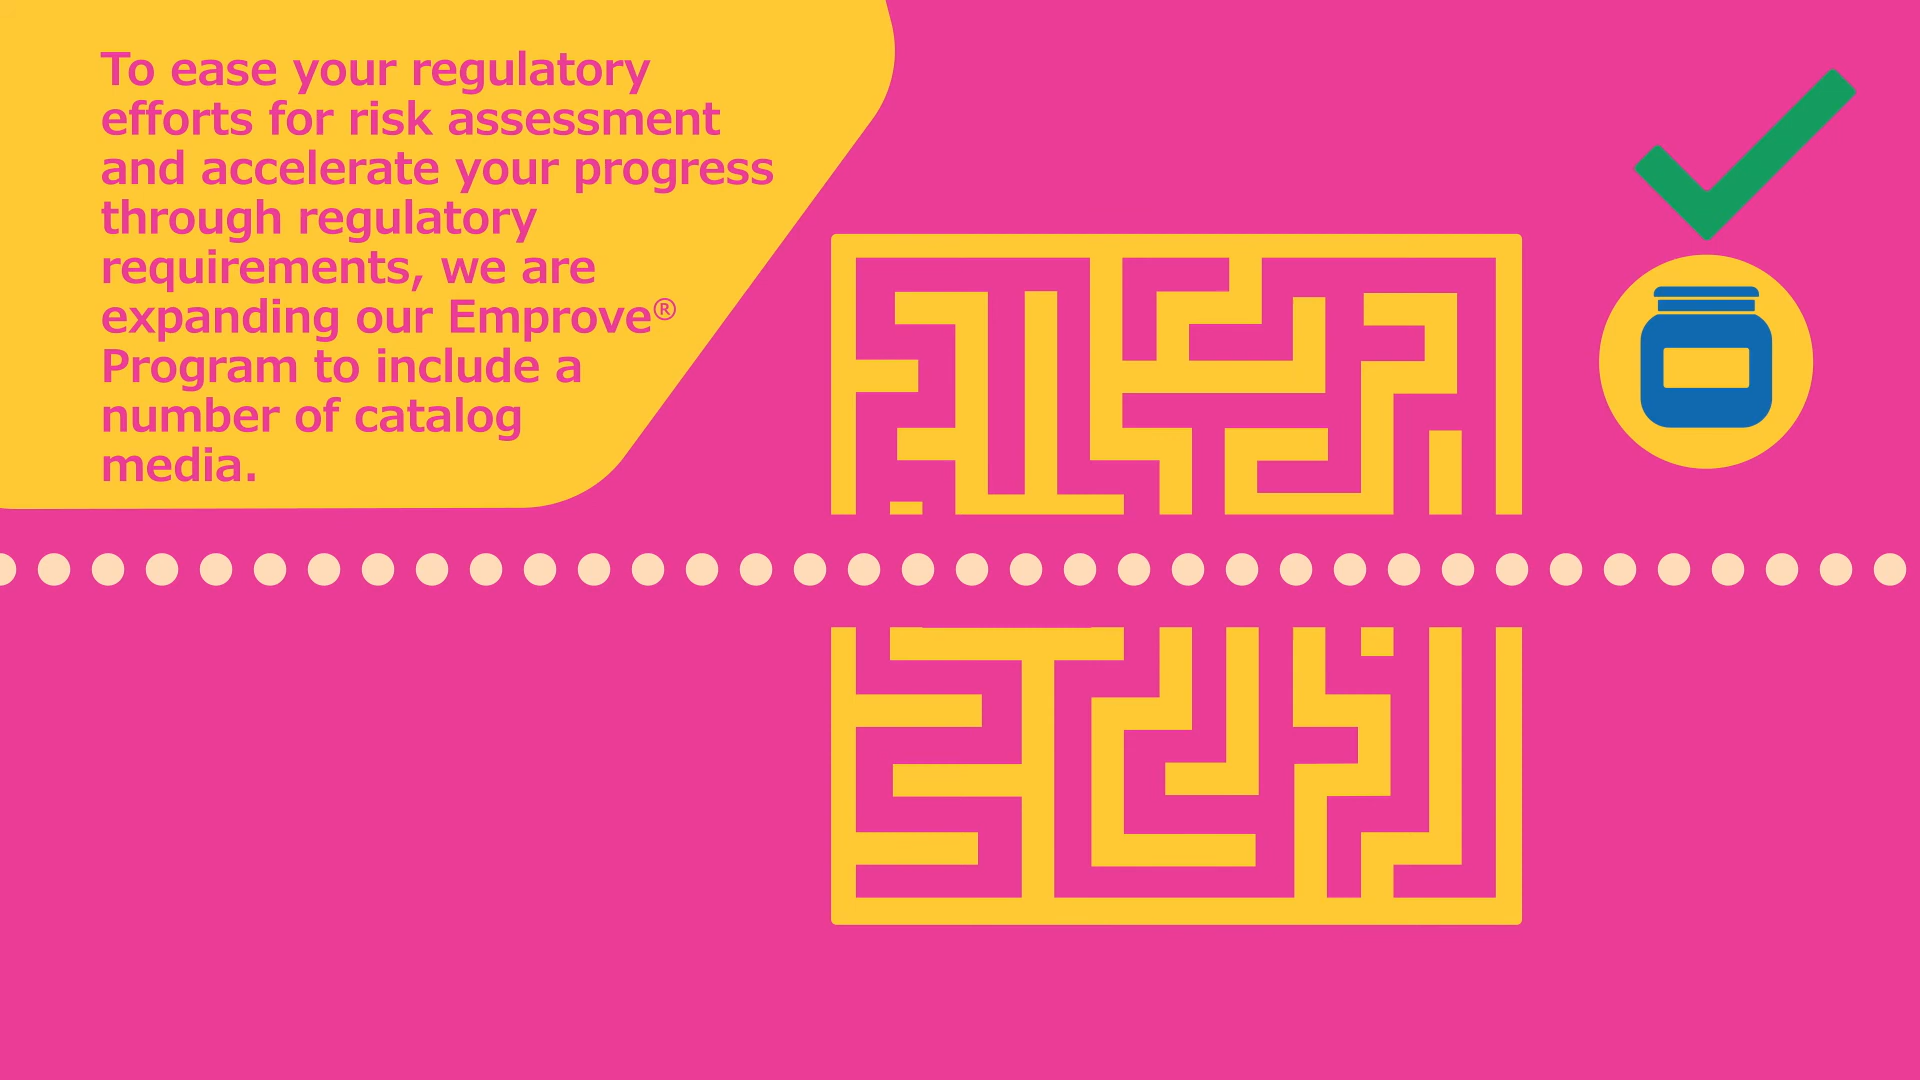 To ease your regulatory
efforts for risk assessment
and accelerate your progress
through regulatory
requirements, we are
expanding our Emprove®
Program to include a
number of catalog
media.